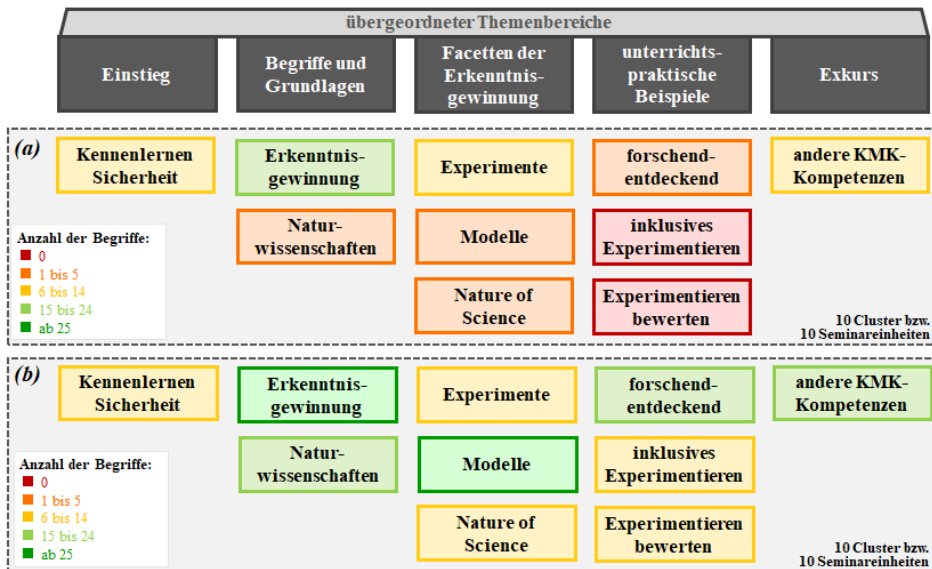 übergeordneter Themenbereiche
Einstieg
Begriffe und
Grundlagen
Facetten der
Erkenntnis-
gewinnung
unterrichts-
praktische
Beispiele
Exkurs
(a)
Kennenlernen
Sicherheit
Erkenntnis-
gewinnung
Experimente
forschend-
entdeckend
andere KMK-
Kompetenzen
Natur-
wissenschaften
Modelle
inklusives
Experimentieren
Nature of
Science
Experimentieren
bewerten
Anzahl der Begriffe:
0
1 bis 5
6 bis 14
15 bis 24
ab 25
10 Cluster bzw.
10 Seminareinheiten
(b)
Kennenlernen
Sicherheit
Erkenntnis-
gewinnung
Experimente
forschend-
entdeckend
andere KMK-
Kompetenzen
Natur-
wissenschaften
Modelle
inklusives
Experimentieren
Nature of
Science
Experimentieren
bewerten
Anzahl der Begriffe:
0
1 bis 5
6 bis 14
15 bis 24
ab 25
10 Cluster bzw.
10 Seminareinheiten